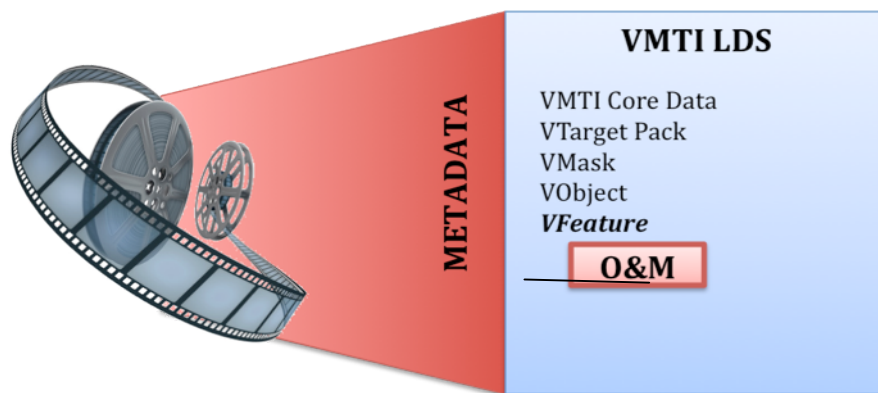 VMTI LDS
METADATA
VMTI Core Data
VTarget Pack
VMask
VObject
VFeature
O&M